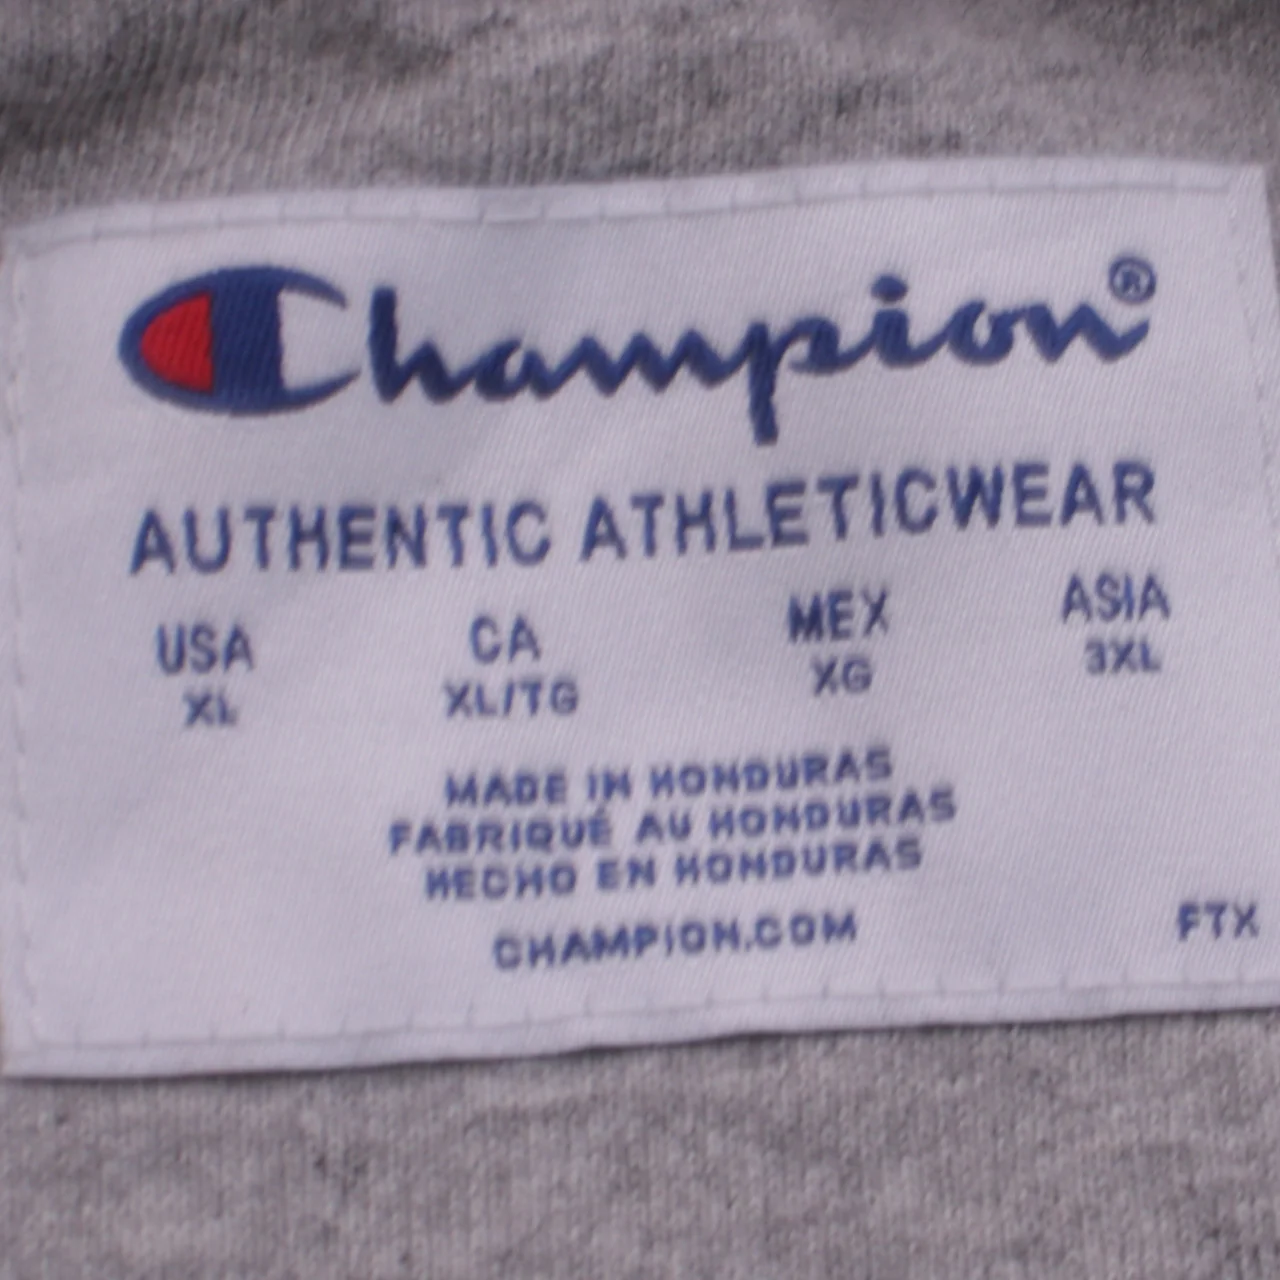 Champion®
AUTHENTIC ATHLETICWEAR
USA CA MEX ASIA
XL XL/TG XG 3XL
MADE IN HONDURAS
FABRIQUÉ AU HONDURAS
HECHO EN HONDURAS
CHAMPION.COM FTX